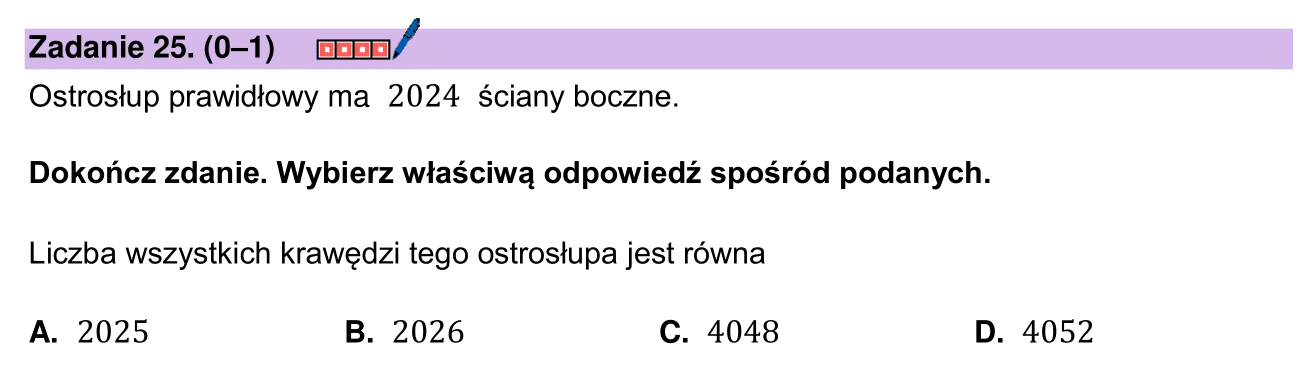 Zadanie 25. (0–1)
Ostrosłup prawidłowy ma 2024 ściany boczne.
Dokończ zdanie. Wybierz właściwą odpowiedź spośród podanych.
Liczba wszystkich krawędzi tego ostrosłupa jest równa
A. 2025 B. 2026 C. 4048 D. 4052